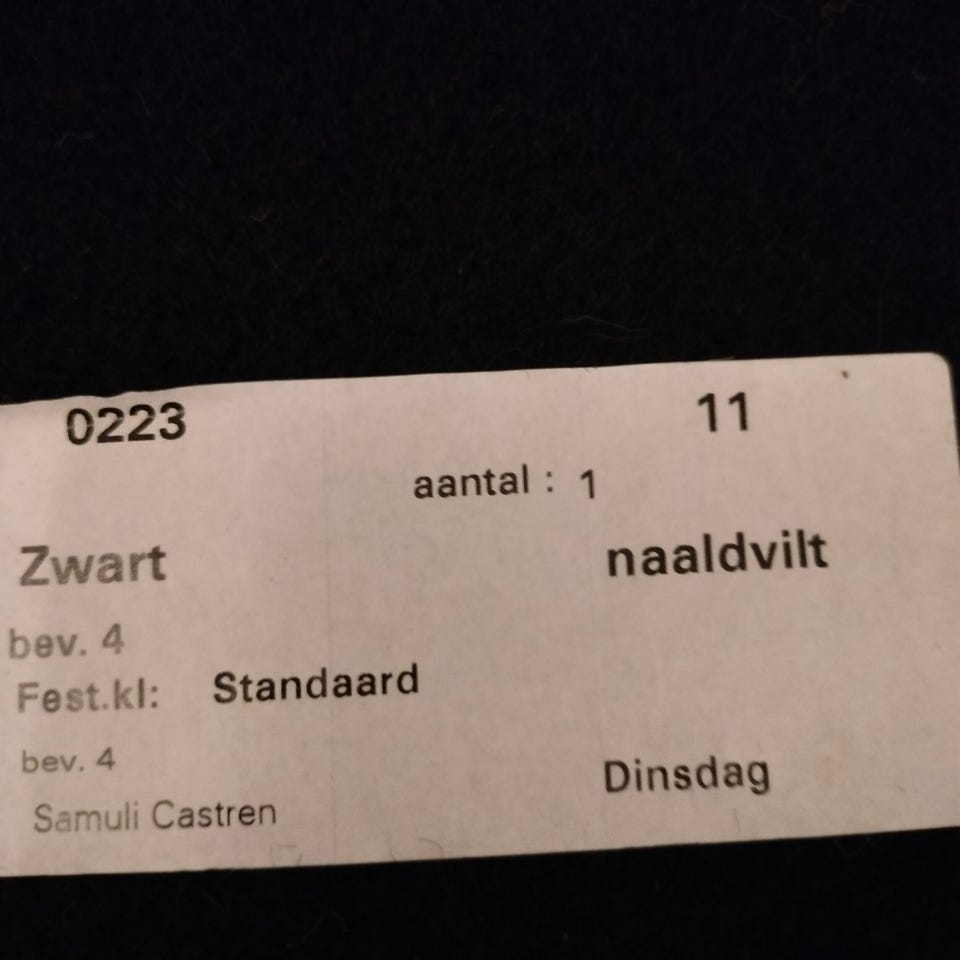 0223 11
aantal : 1
Zwart naaldvilt
bev. 4
Fest.kl: Standaard
bev. 4 Dinsdag
Samuli Castren